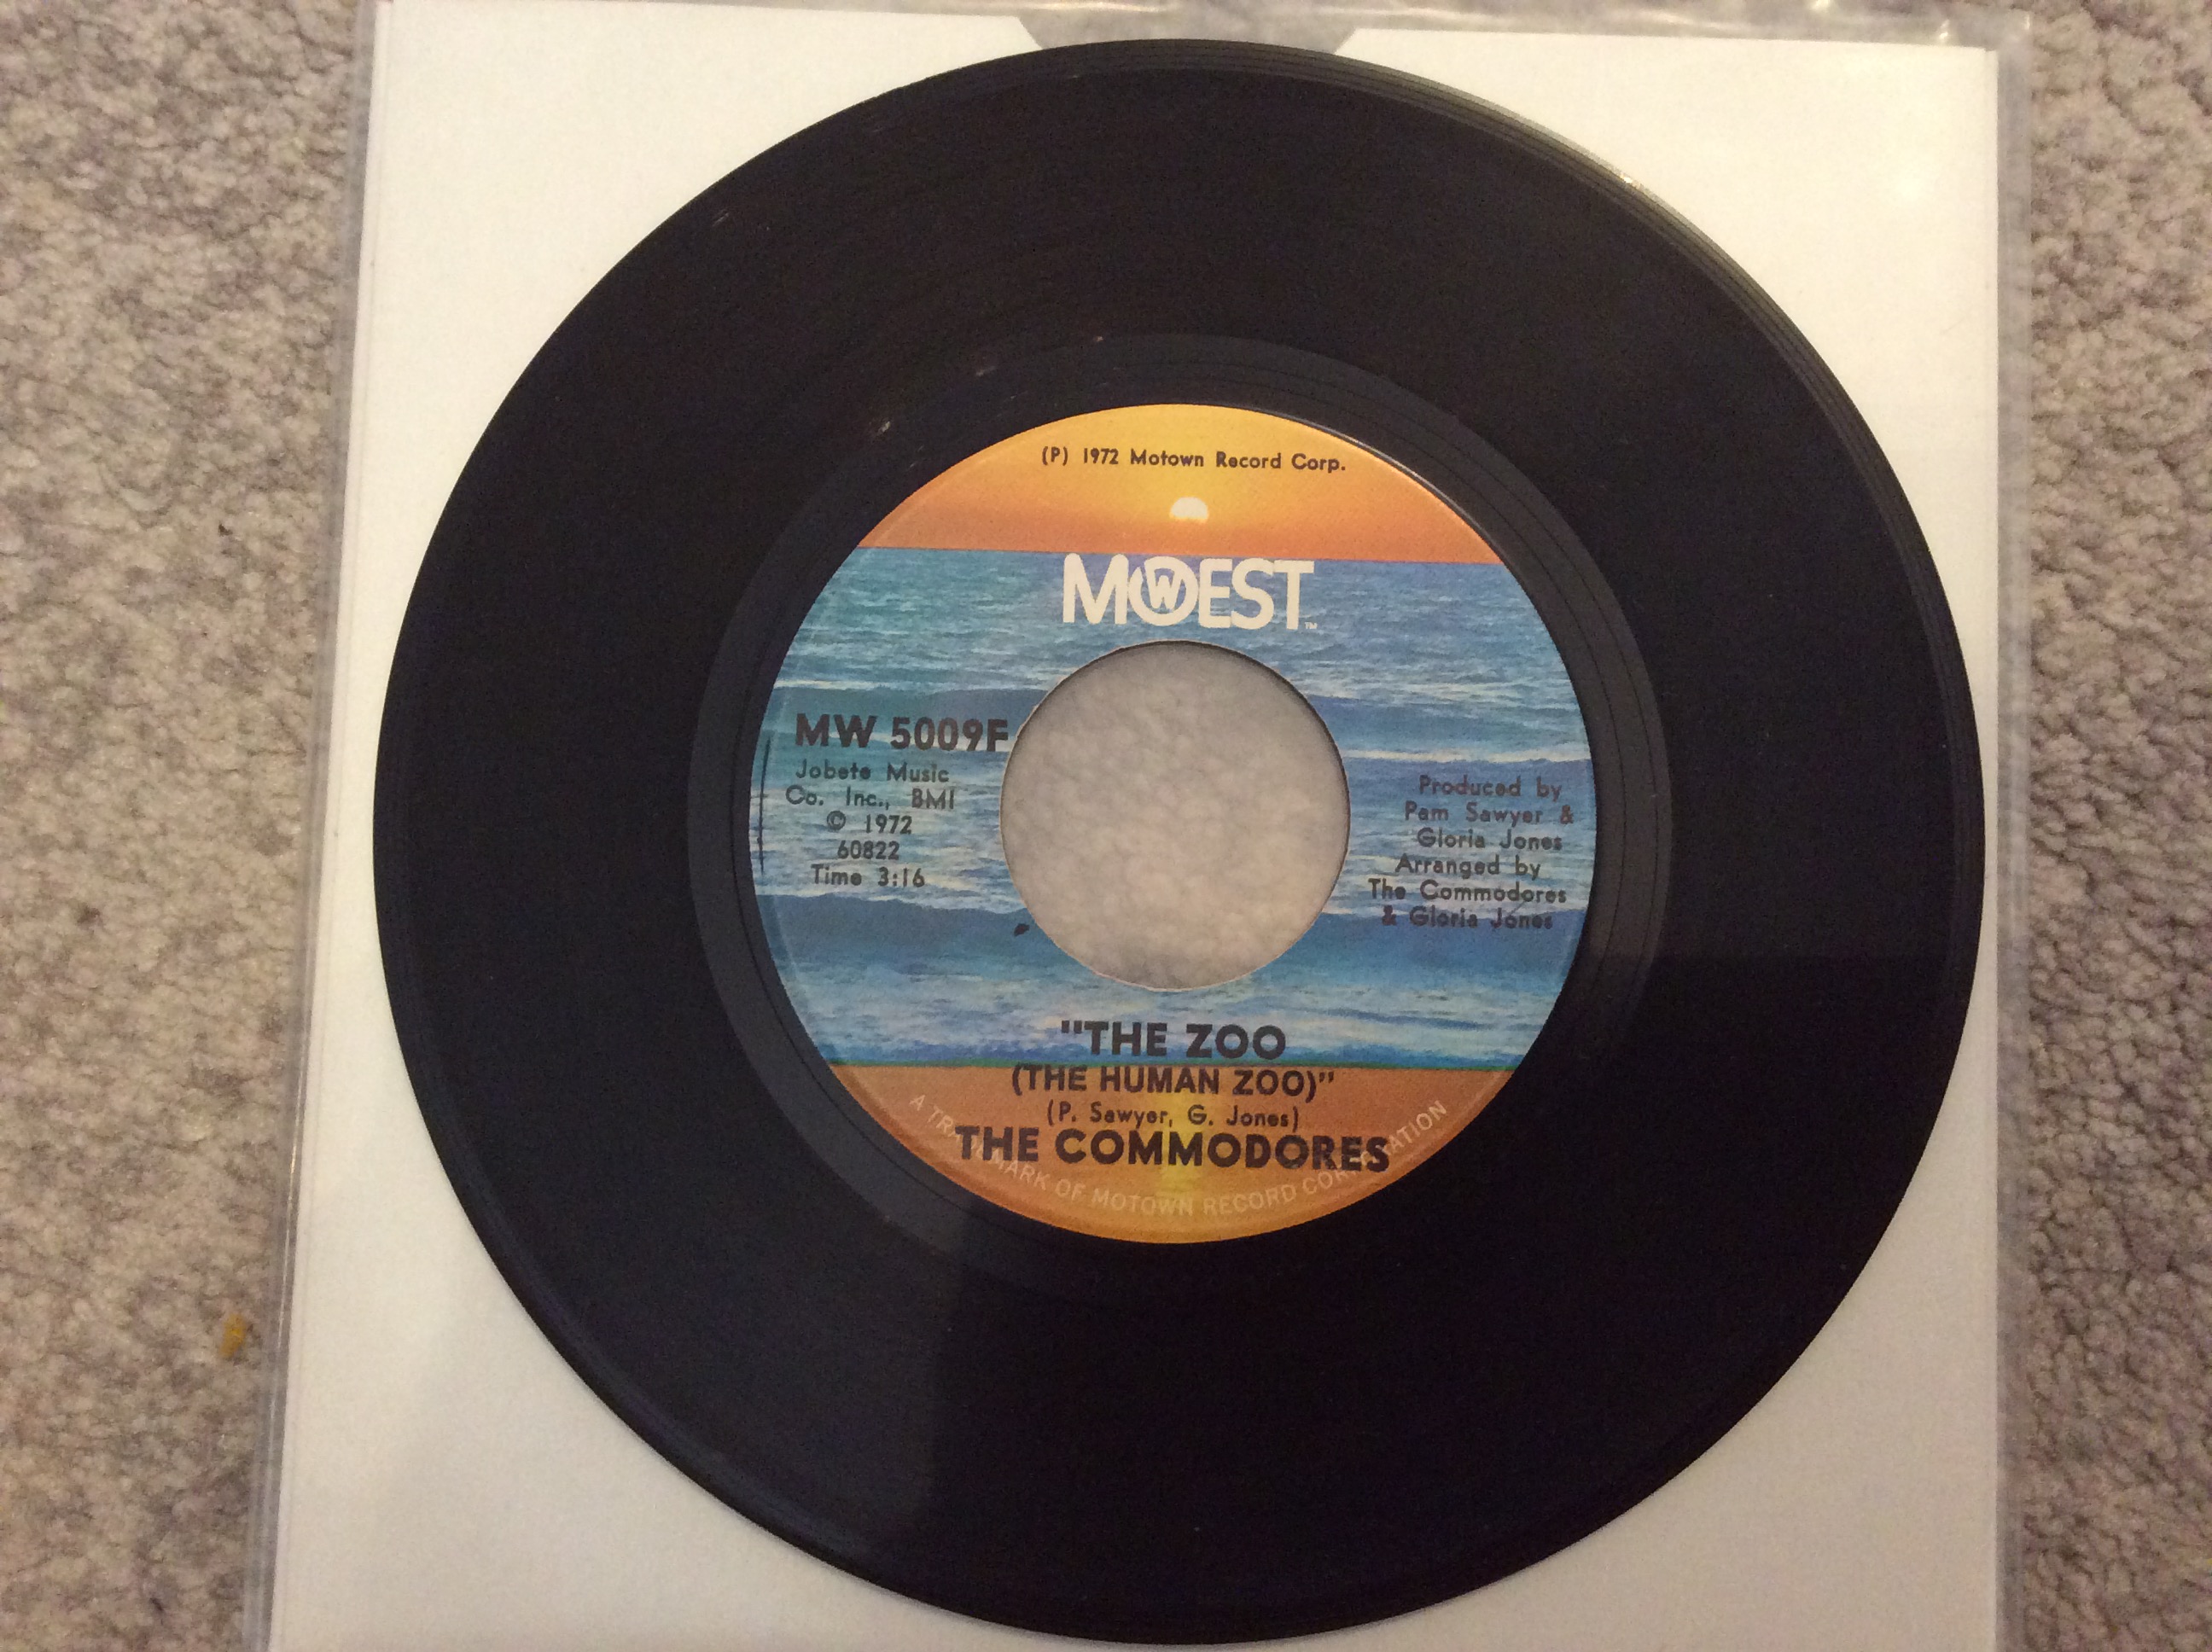 (P) 1972 Motown Record Corp.
MOWEST™
MW 5009F
Jobete Music
Co. Inc., BMI
© 1972
60822
Time 3:16
Produced by
Pam Sawyer &
Gloria Jones
Arranged by
The Commodores
& Gloria Jones
"THE ZOO
(THE HUMAN ZOO)"
(P. Sawyer, G. Jones)
THE COMMODORES
A TRADEMARK OF MOTOWN RECORD CORPORATION